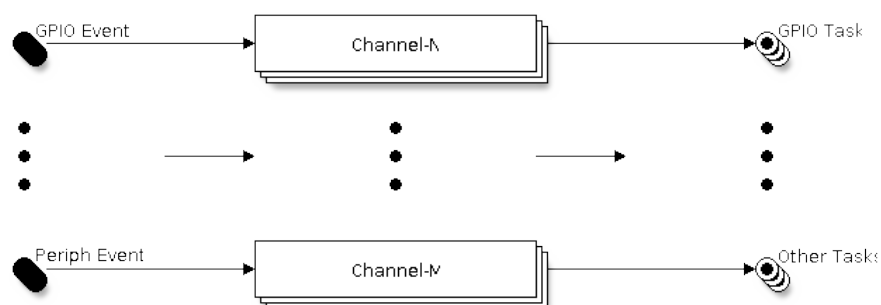 GPIO Event
Channel-N
GPIO Task
Periph Event
Channel-M
Other Tasks